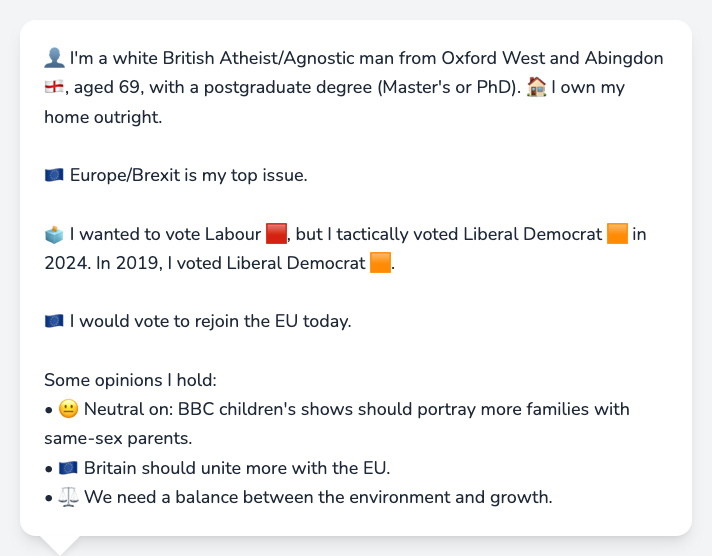 👤 I'm a white British Atheist/Agnostic man from Oxford West and Abingdon
🏴󠁧󠁢󠁥󠁮󠁧󠁿, aged 69, with a postgraduate degree (Master's or PhD). 🏠 I own my
home outright.
🇪🇺 Europe/Brexit is my top issue.
🗳️ I wanted to vote Labour 🟥, but I tactically voted Liberal Democrat 🟧 in
2024. In 2019, I voted Liberal Democrat 🟧.
🇪🇺 I would vote to rejoin the EU today.
Some opinions I hold:
• 😐 Neutral on: BBC children's shows should portray more families with
same-sex parents.
• 🇪🇺 Britain should unite more with the EU.
• ⚖️ We need a balance between the environment and growth.